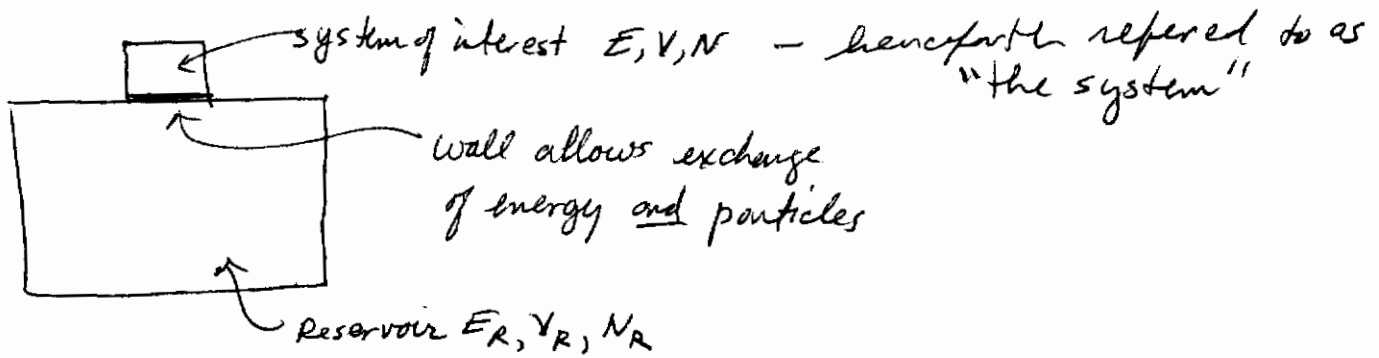 system of interest E, V, N — henceforth refered to as
"the system"
wall allows exchange
of energy and particles
Reservoir E_R, V_R, N_R